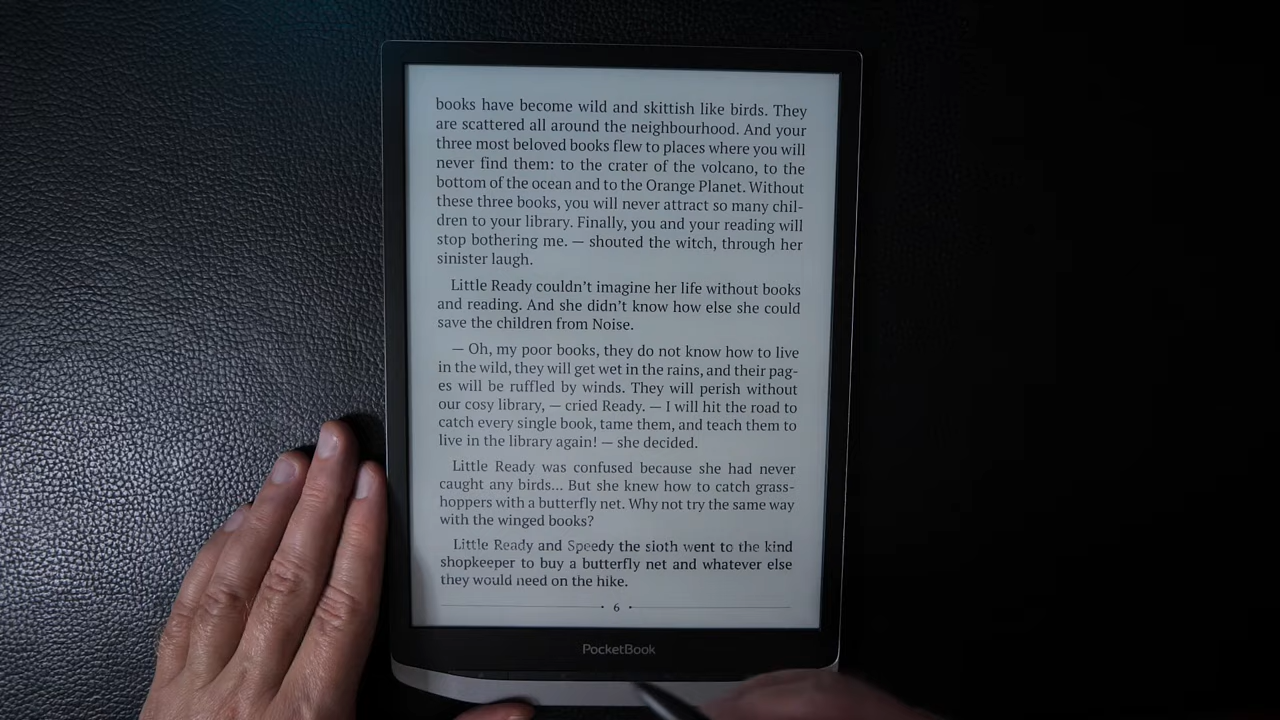 books have become wild and skittish like birds. They
are scattered all around the neighbourhood. And your
three most beloved books flew to places where you will
never find them: to the crater of the volcano, to the
bottom of the ocean and to the Orange Planet. Without
these three books, you will never attract so many chil-
dren to your library. Finally, you and your reading will
stop bothering me. — shouted the witch, through her
sinister laugh.
Little Ready couldn't imagine her life without books
and reading. And she didn't know how else she could
save the children from Noise.
— Oh, my poor books, they do not know how to live
in the wild, they will get wet in the rains, and their pag-
es will be ruffled by winds. They will perish without
our cosy library, — cried Ready. — I will hit the road to
catch every single book, tame them, and teach them to
live in the library again! — she decided.
Little Ready was confused because she had never
caught any birds... But she knew how to catch grass-
hoppers with a butterfly net. Why not try the same way
with the winged books?
Little Ready and Speedy the sloth went to the kind
shopkeeper to buy a butterfly net and whatever else
they would need on the hike.
• 6 •
PocketBook